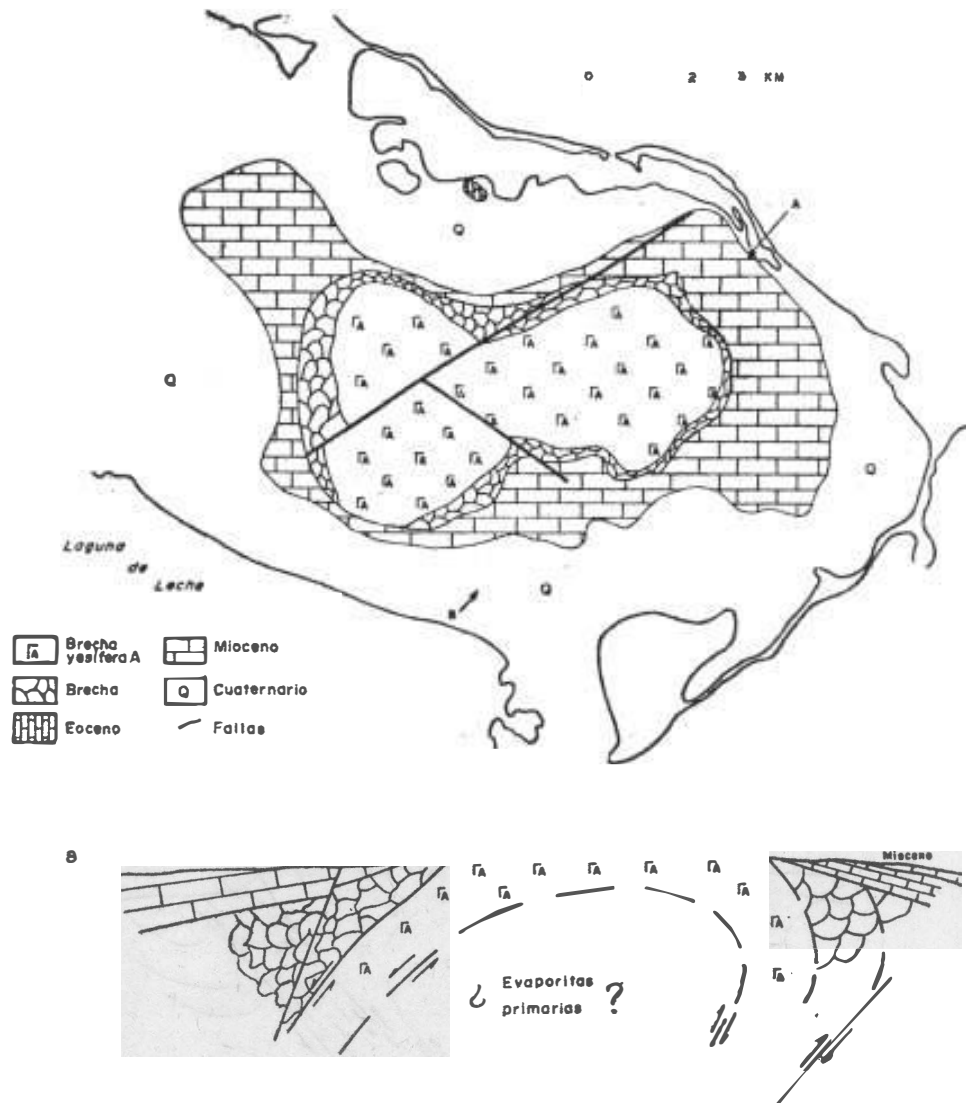 0 2 3 KM
A
Q
Q
Q
Q
Laguna
de
Leche
B
Brecha
yesífera A
Mioceno
Brecha
Q
Cuaternario
Eoceno
Fallas
B
Mioceno
¿ Evaporitas
primarias ?